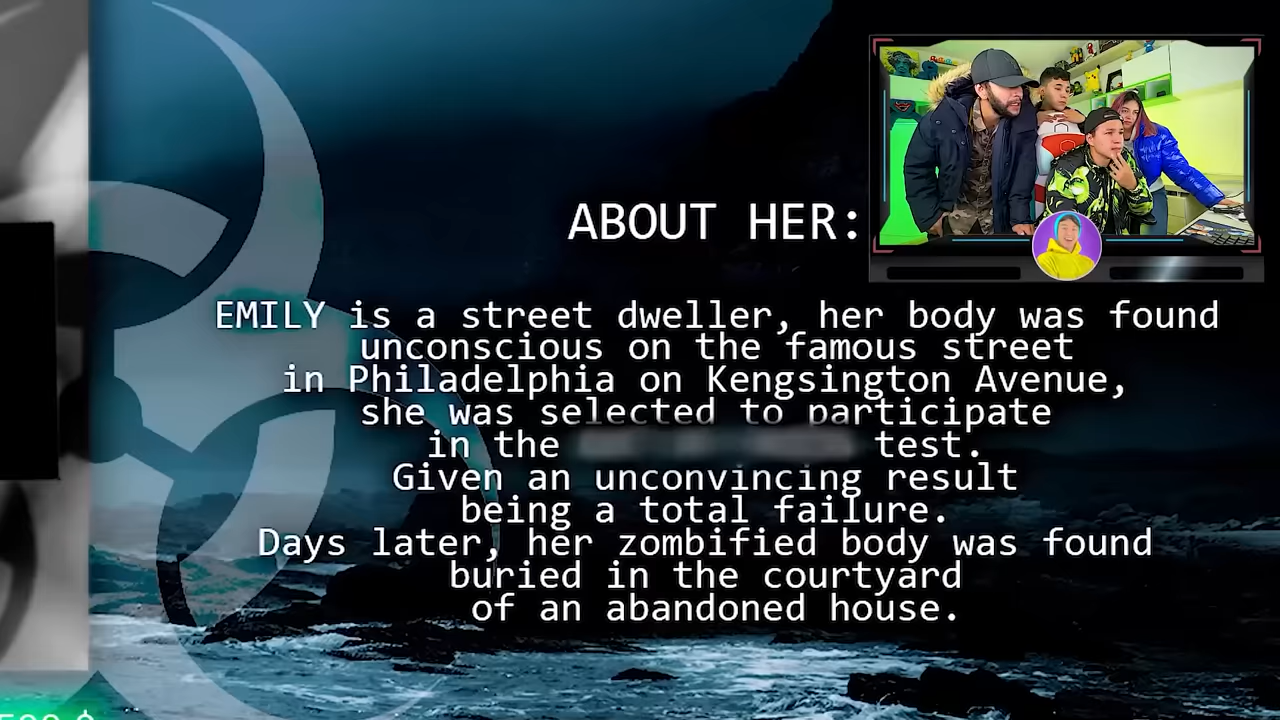 ABOUT HER:
EMILY is a street dweller, her body was found
unconscious on the famous street
in Philadelphia on Kengsington Avenue,
she was selected to participate
in the test.
Given an unconvincing result
being a total failure.
Days later, her zombified body was found
buried in the courtyard
of an abandoned house.